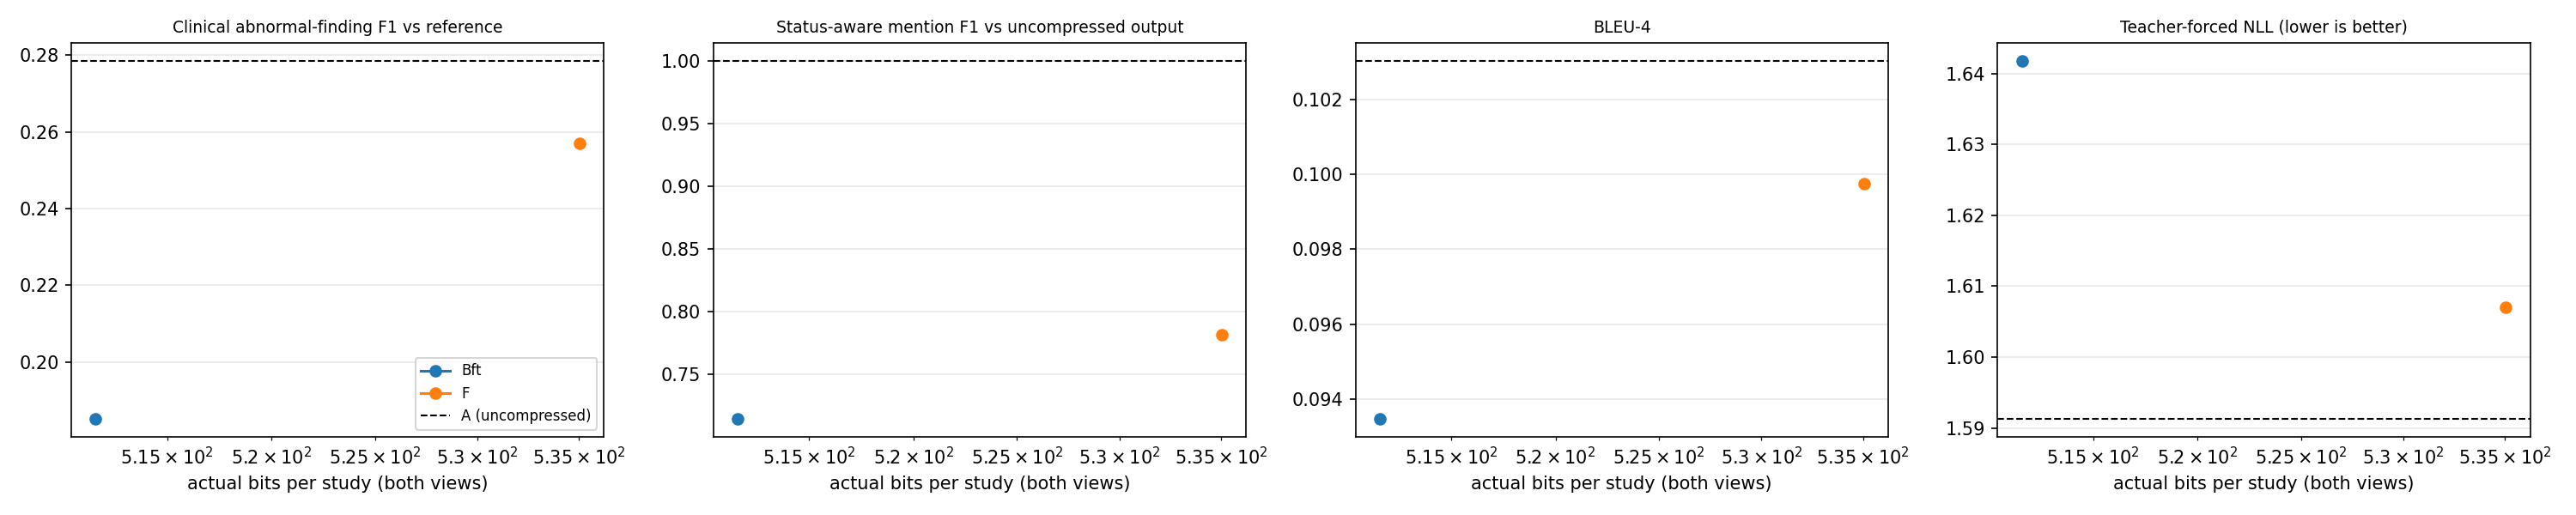 Clinical abnormal-finding F1 vs reference
0.28
0.26
0.24
0.22
0.20
Bft
F
A (uncompressed)
5.15 × 10² 5.2 × 10² 5.25 × 10² 5.3 × 10² 5.35 × 10²
actual bits per study (both views)
Status-aware mention F1 vs uncompressed output
1.00
0.95
0.90
0.85
0.80
0.75
5.15 × 10² 5.2 × 10² 5.25 × 10² 5.3 × 10² 5.35 × 10²
actual bits per study (both views)
BLEU-4
0.102
0.100
0.098
0.096
0.094
5.15 × 10² 5.2 × 10² 5.25 × 10² 5.3 × 10² 5.35 × 10²
actual bits per study (both views)
Teacher-forced NLL (lower is better)
1.64
1.63
1.62
1.61
1.60
1.59
5.15 × 10² 5.2 × 10² 5.25 × 10² 5.3 × 10² 5.35 × 10²
actual bits per study (both views)